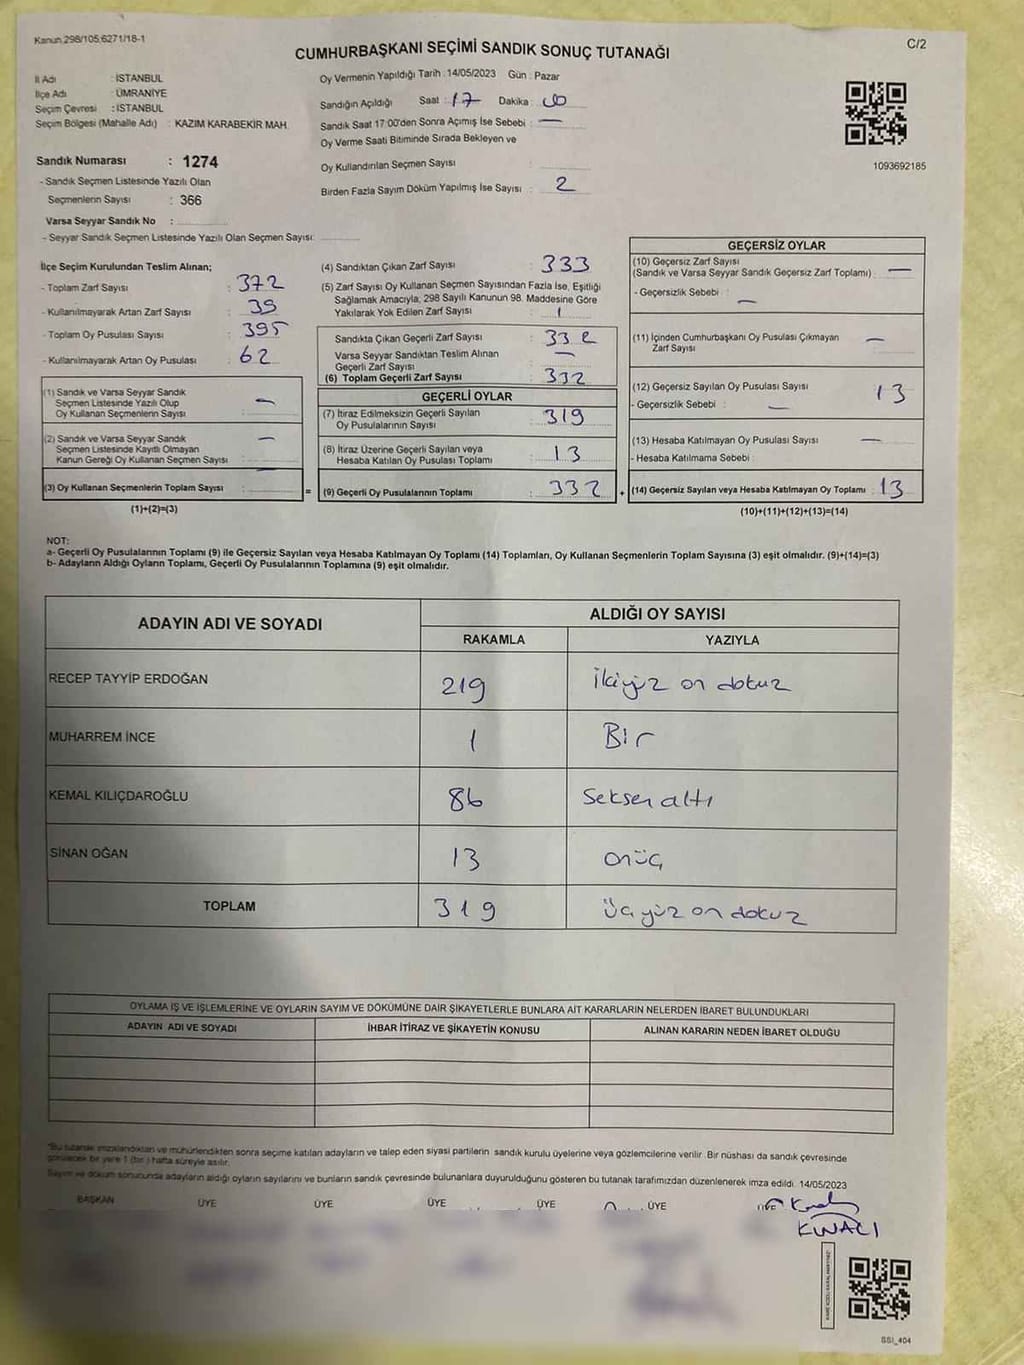 Kanun 298/105;6271/18-1
C/2
CUMHURBAŞKANI SEÇİMİ SANDIK SONUÇ TUTANAĞI
İl Adı : İSTANBUL
İlçe Adı : ÜMRANİYE
Seçim Çevresi : İSTANBUL
Seçim Bölgesi (Mahalle Adı) : KAZIM KARABEKİR MAH.
Sandık Numarası : 1274
- Sandık Seçmen Listesinde Yazılı Olan
Seçmenlerin Sayısı : 366
Varsa Seyyar Sandık No :
- Seyyar Sandık Seçmen Listesinde Yazılı Olan Seçmen Sayısı:
Oy Vermenin Yapıldığı Tarih : 14/05/2023 Gün : Pazar
Sandığın Açıldığı Saat : 17 Dakika : 00
Sandık Saat 17:00'den Sonra Açımış İse Sebebi : —
Oy Verme Saati Bitiminde Sırada Bekleyen ve
Oy Kullandırılan Seçmen Sayısı :
Birden Fazla Sayım Döküm Yapılmış İse Sayısı : 2
1093692185
İlçe Seçim Kurulundan Teslim Alınan;
- Toplam Zarf Sayısı : 372
- Kullanılmayarak Artan Zarf Sayısı : 39
- Toplam Oy Pusulası Sayısı : 395
- Kullanılmayarak Artan Oy Pusulası : 62
(1) Sandık ve Varsa Seyyar Sandık
Seçmen Listesinde Yazılı Olup
Oy Kullanan Seçmenlerin Sayısı : —
(2) Sandık ve Varsa Seyyar Sandık
Seçmen Listesinde Kayıtlı Olmayan
Kanun Gereği Oy Kullanan Seçmen Sayısı : —
(3) Oy Kullanan Seçmenlerin Toplam Sayısı : =
(1)+(2)=(3)
(4) Sandıktan Çıkan Zarf Sayısı : 333
(5) Zarf Sayısı Oy Kullanan Seçmen Sayısından Fazla İse, Eşitliği
Sağlamak Amacıyla, 298 Sayılı Kanunun 98. Maddesine Göre
Yakılarak Yok Edilen Zarf Sayısı : 1
Sandıkta Çıkan Geçerli Zarf Sayısı : 332
Varsa Seyyar Sandıktan Teslim Alınan
Geçerli Zarf Sayısı : —
(6) Toplam Geçerli Zarf Sayısı : 332
GEÇERLİ OYLAR
(7) İtiraz Edilmeksizin Geçerli Sayılan
Oy Pusulalarının Sayısı : 319
(8) İtiraz Üzerine Geçerli Sayılan veya
Hesaba Katılan Oy Pusulası Toplamı : 13
(9) Geçerli Oy Pusulalarının Toplamı : 332 +
GEÇERSİZ OYLAR
(10) Geçersiz Zarf Sayısı
(Sandık ve Varsa Seyyar Sandık Geçersiz Zarf Toplamı) : —
- Geçersizlik Sebebi : —
(11) İçinden Cumhurbaşkanı Oy Pusulası Çıkmayan
Zarf Sayısı : —
(12) Geçersiz Sayılan Oy Pusulası Sayısı : 13
- Geçersizlik Sebebi : —
(13) Hesaba Katılmayan Oy Pusulası Sayısı : —
- Hesaba Katılmama Sebebi :
(14) Geçersiz Sayılan veya Hesaba Katılmayan Oy Toplamı : 13
(10)+(11)+(12)+(13)=(14)
NOT:
a- Geçerli Oy Pusulalarının Toplamı (9) ile Geçersiz Sayılan veya Hesaba Katılmayan Oy Toplamı (14) Toplamları, Oy Kullanan Seçmenlerin Toplam Sayısına (3) eşit olmalıdır. (9)+(14)=(3)
b- Adayların Aldığı Oyların Toplamı, Geçerli Oy Pusulalarının Toplamına (9) eşit olmalıdır.
ADAYIN ADI VE SOYADI ALDIĞI OY SAYISI
RAKAMLA YAZIYLA
RECEP TAYYİP ERDOĞAN 219 İkiyüz on dokuz
MUHARREM İNCE 1 Bir
KEMAL KILIÇDAROĞLU 86 Seksen altı
SİNAN OĞAN 13 onüç
TOPLAM 319 üçyüz on dokuz
OYLAMA İŞ VE İŞLEMLERİNE VE OYLARIN SAYIM VE DÖKÜMÜNE DAİR ŞİKAYETLERLE BUNLARA AİT KARARLARIN NELERDEN İBARET BULUNDUKLARI
ADAYIN ADI VE SOYADI İHBAR İTİRAZ VE ŞİKAYETİN KONUSU ALINAN KARARIN NEDEN İBARET OLDUĞU
*Bu tutanak imzalandıktan ve mühürlendikten sonra seçime katılan adayların ve talep eden siyasi partilerin sandık kurulu üyelerine veya gözlemcilerine verilir. Bir nüshası da sandık çevresinde
görülecek bir yere 1 (bir) hafta süreyle asılır.
Sayım ve döküm sonucunda adayların aldığı oyların sayılarını ve bunların sandık çevresinde bulunanlara duyurulduğunu gösteren bu tutanak tarafımızdan düzenlenerek imza edildi. 14/05/2023
BAŞKAN ÜYE ÜYE ÜYE ÜYE ÜYE
KINALI
SSI_404